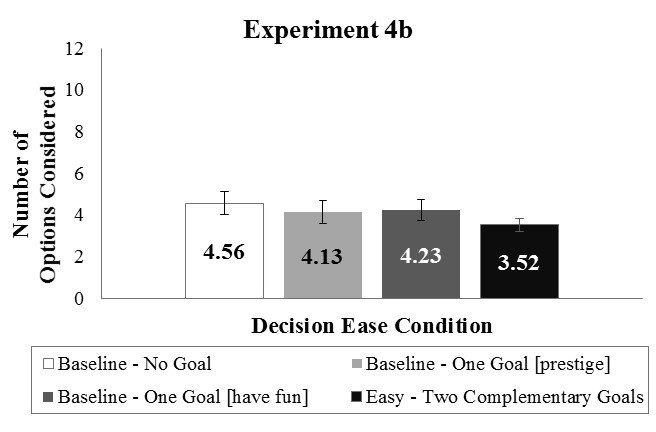 Experiment 4b
Number of
Options Considered
12
10
8
6
4
2
0
4.56
4.13
4.23
3.52
Decision Ease Condition
Baseline - No Goal
Baseline - One Goal [prestige]
Baseline - One Goal [have fun]
Easy - Two Complementary Goals